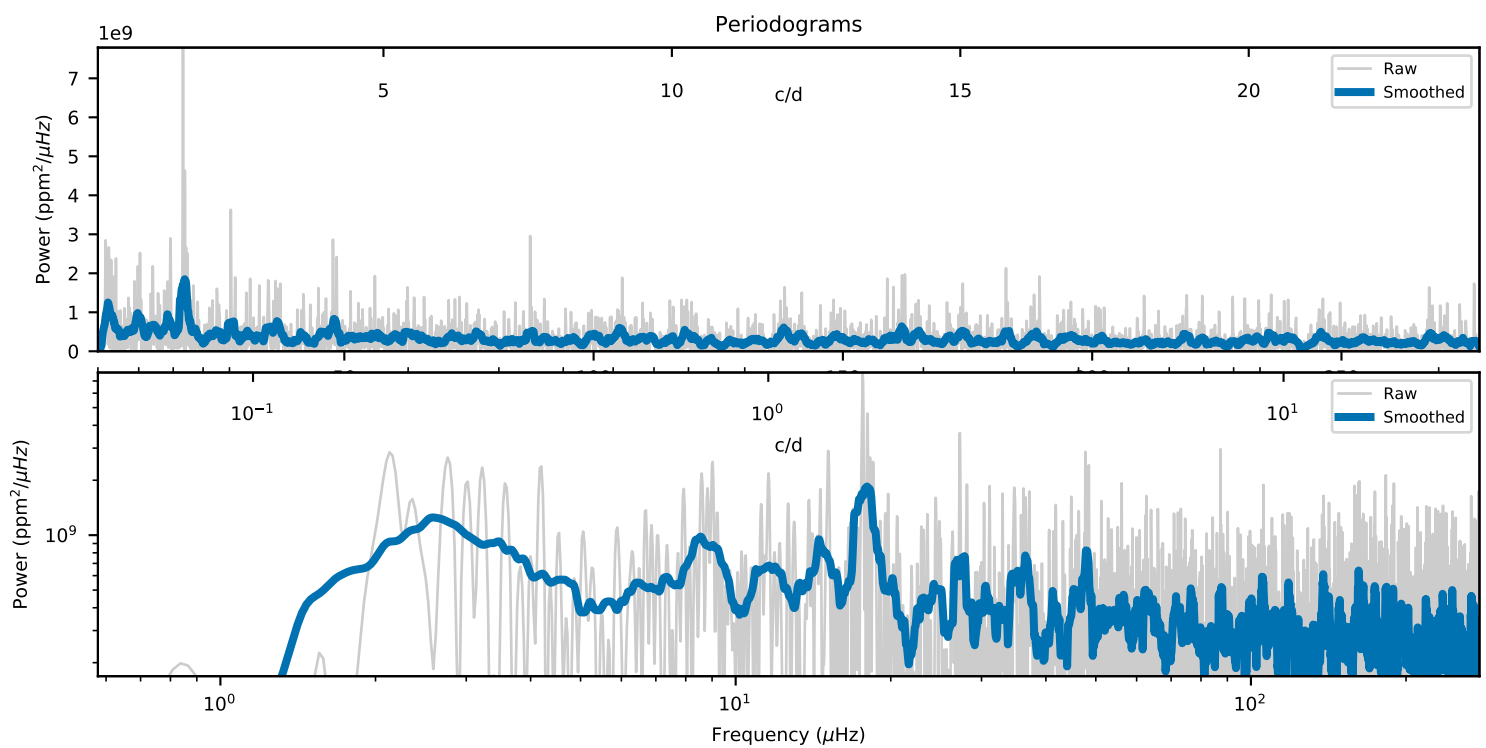 Periodograms
1e9
Power (ppm²/μHz)
7
6
5
4
3
2
1
0
5
10
15
20
c/d
Raw
Smoothed
Power (ppm²/μHz)
10⁹
10⁻¹
10⁰
10¹
c/d
Raw
Smoothed
10⁰
10¹
10²
Frequency (μHz)